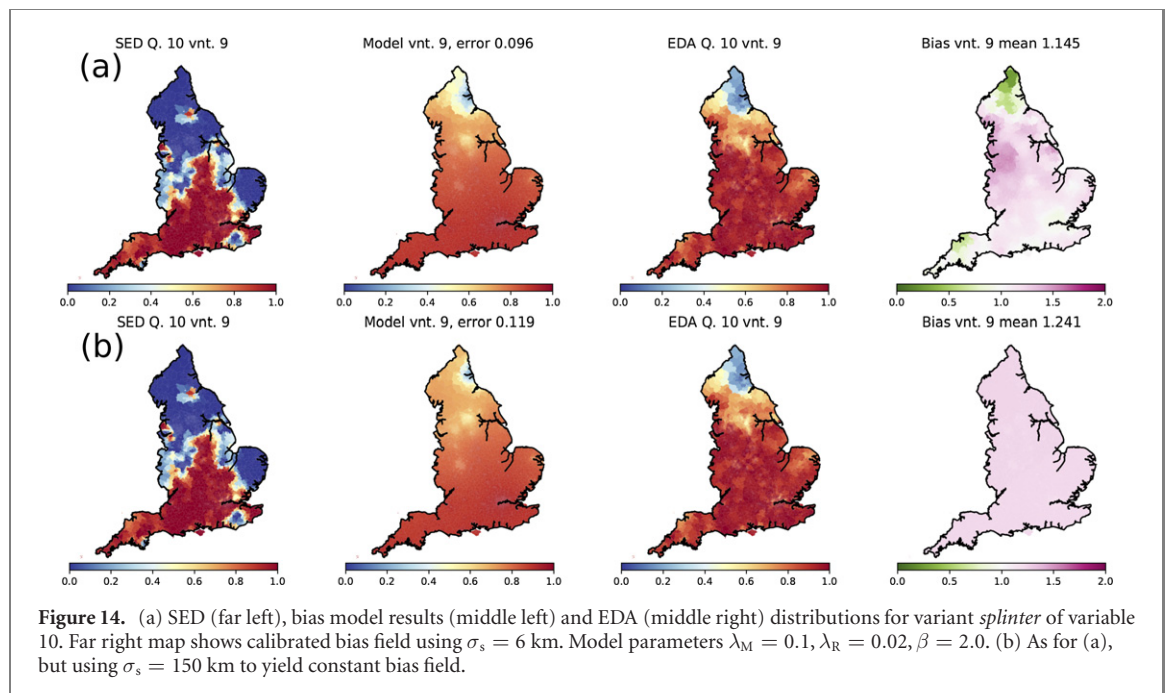 SED Q. 10 vnt. 9 Model vnt. 9, error 0.096 EDA Q. 10 vnt. 9 Bias vnt. 9 mean 1.145
(a)
0.0 0.2 0.4 0.6 0.8 1.0 0.0 0.2 0.4 0.6 0.8 1.0 0.0 0.2 0.4 0.6 0.8 1.0 0.0 0.5 1.0 1.5 2.0
SED Q. 10 vnt. 9 Model vnt. 9, error 0.119 EDA Q. 10 vnt. 9 Bias vnt. 9 mean 1.241
(b)
0.0 0.2 0.4 0.6 0.8 1.0 0.0 0.2 0.4 0.6 0.8 1.0 0.0 0.2 0.4 0.6 0.8 1.0 0.0 0.5 1.0 1.5 2.0
Figure 14. (a) SED (far left), bias model results (middle left) and EDA (middle right) distributions for variant splinter of variable
10. Far right map shows calibrated bias field using σs = 6 km. Model parameters λM = 0.1, λR = 0.02, β = 2.0. (b) As for (a),
but using σs = 150 km to yield constant bias field.